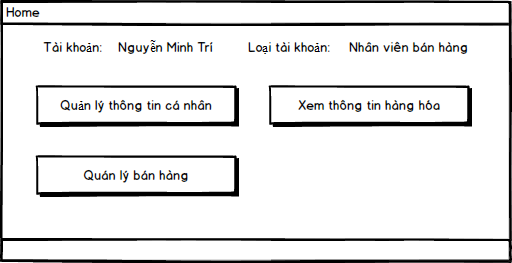 Home
Tài khoản: Nguyễn Minh Trí Loại tài khoản: Nhân viên bán hàng
Quản lý thông tin cá nhân Xem thông tin hàng hóa
Quản lý bán hàng